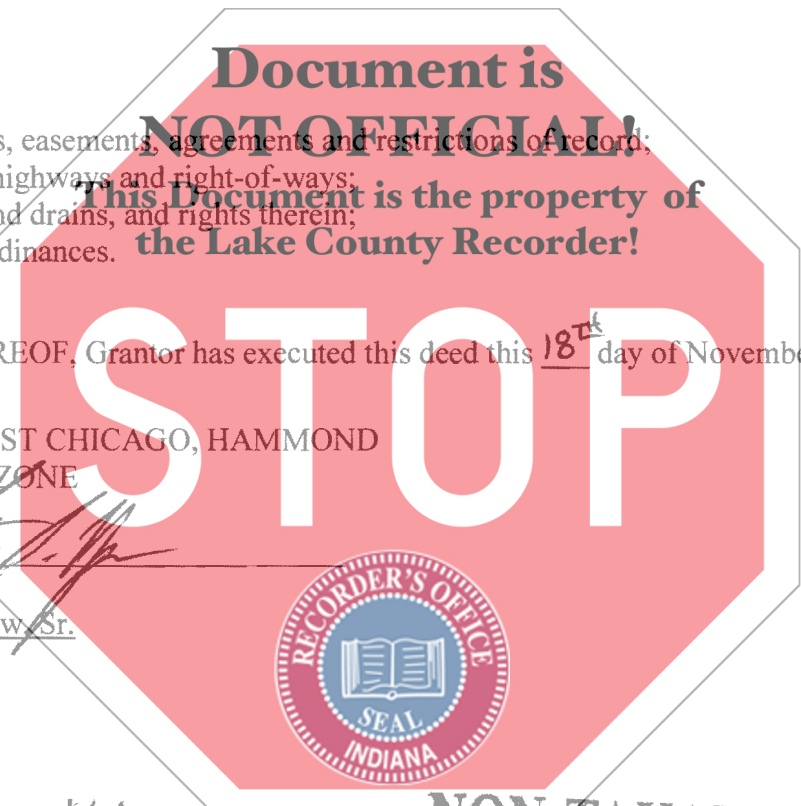 Document is
NOT OFFICIAL!
s, easements, agreements and restrictions of record;
highways and right-of-ways;
This Document is the property of
nd drains, and rights therein;
the Lake County Recorder!
dinances.
STOP
REOF, Grantor has executed this deed this 18th day of Novembe
ST CHICAGO, HAMMOND
ZONE
w, Sr.
RECORDER'S OFFICE
SEAL
INDIANA